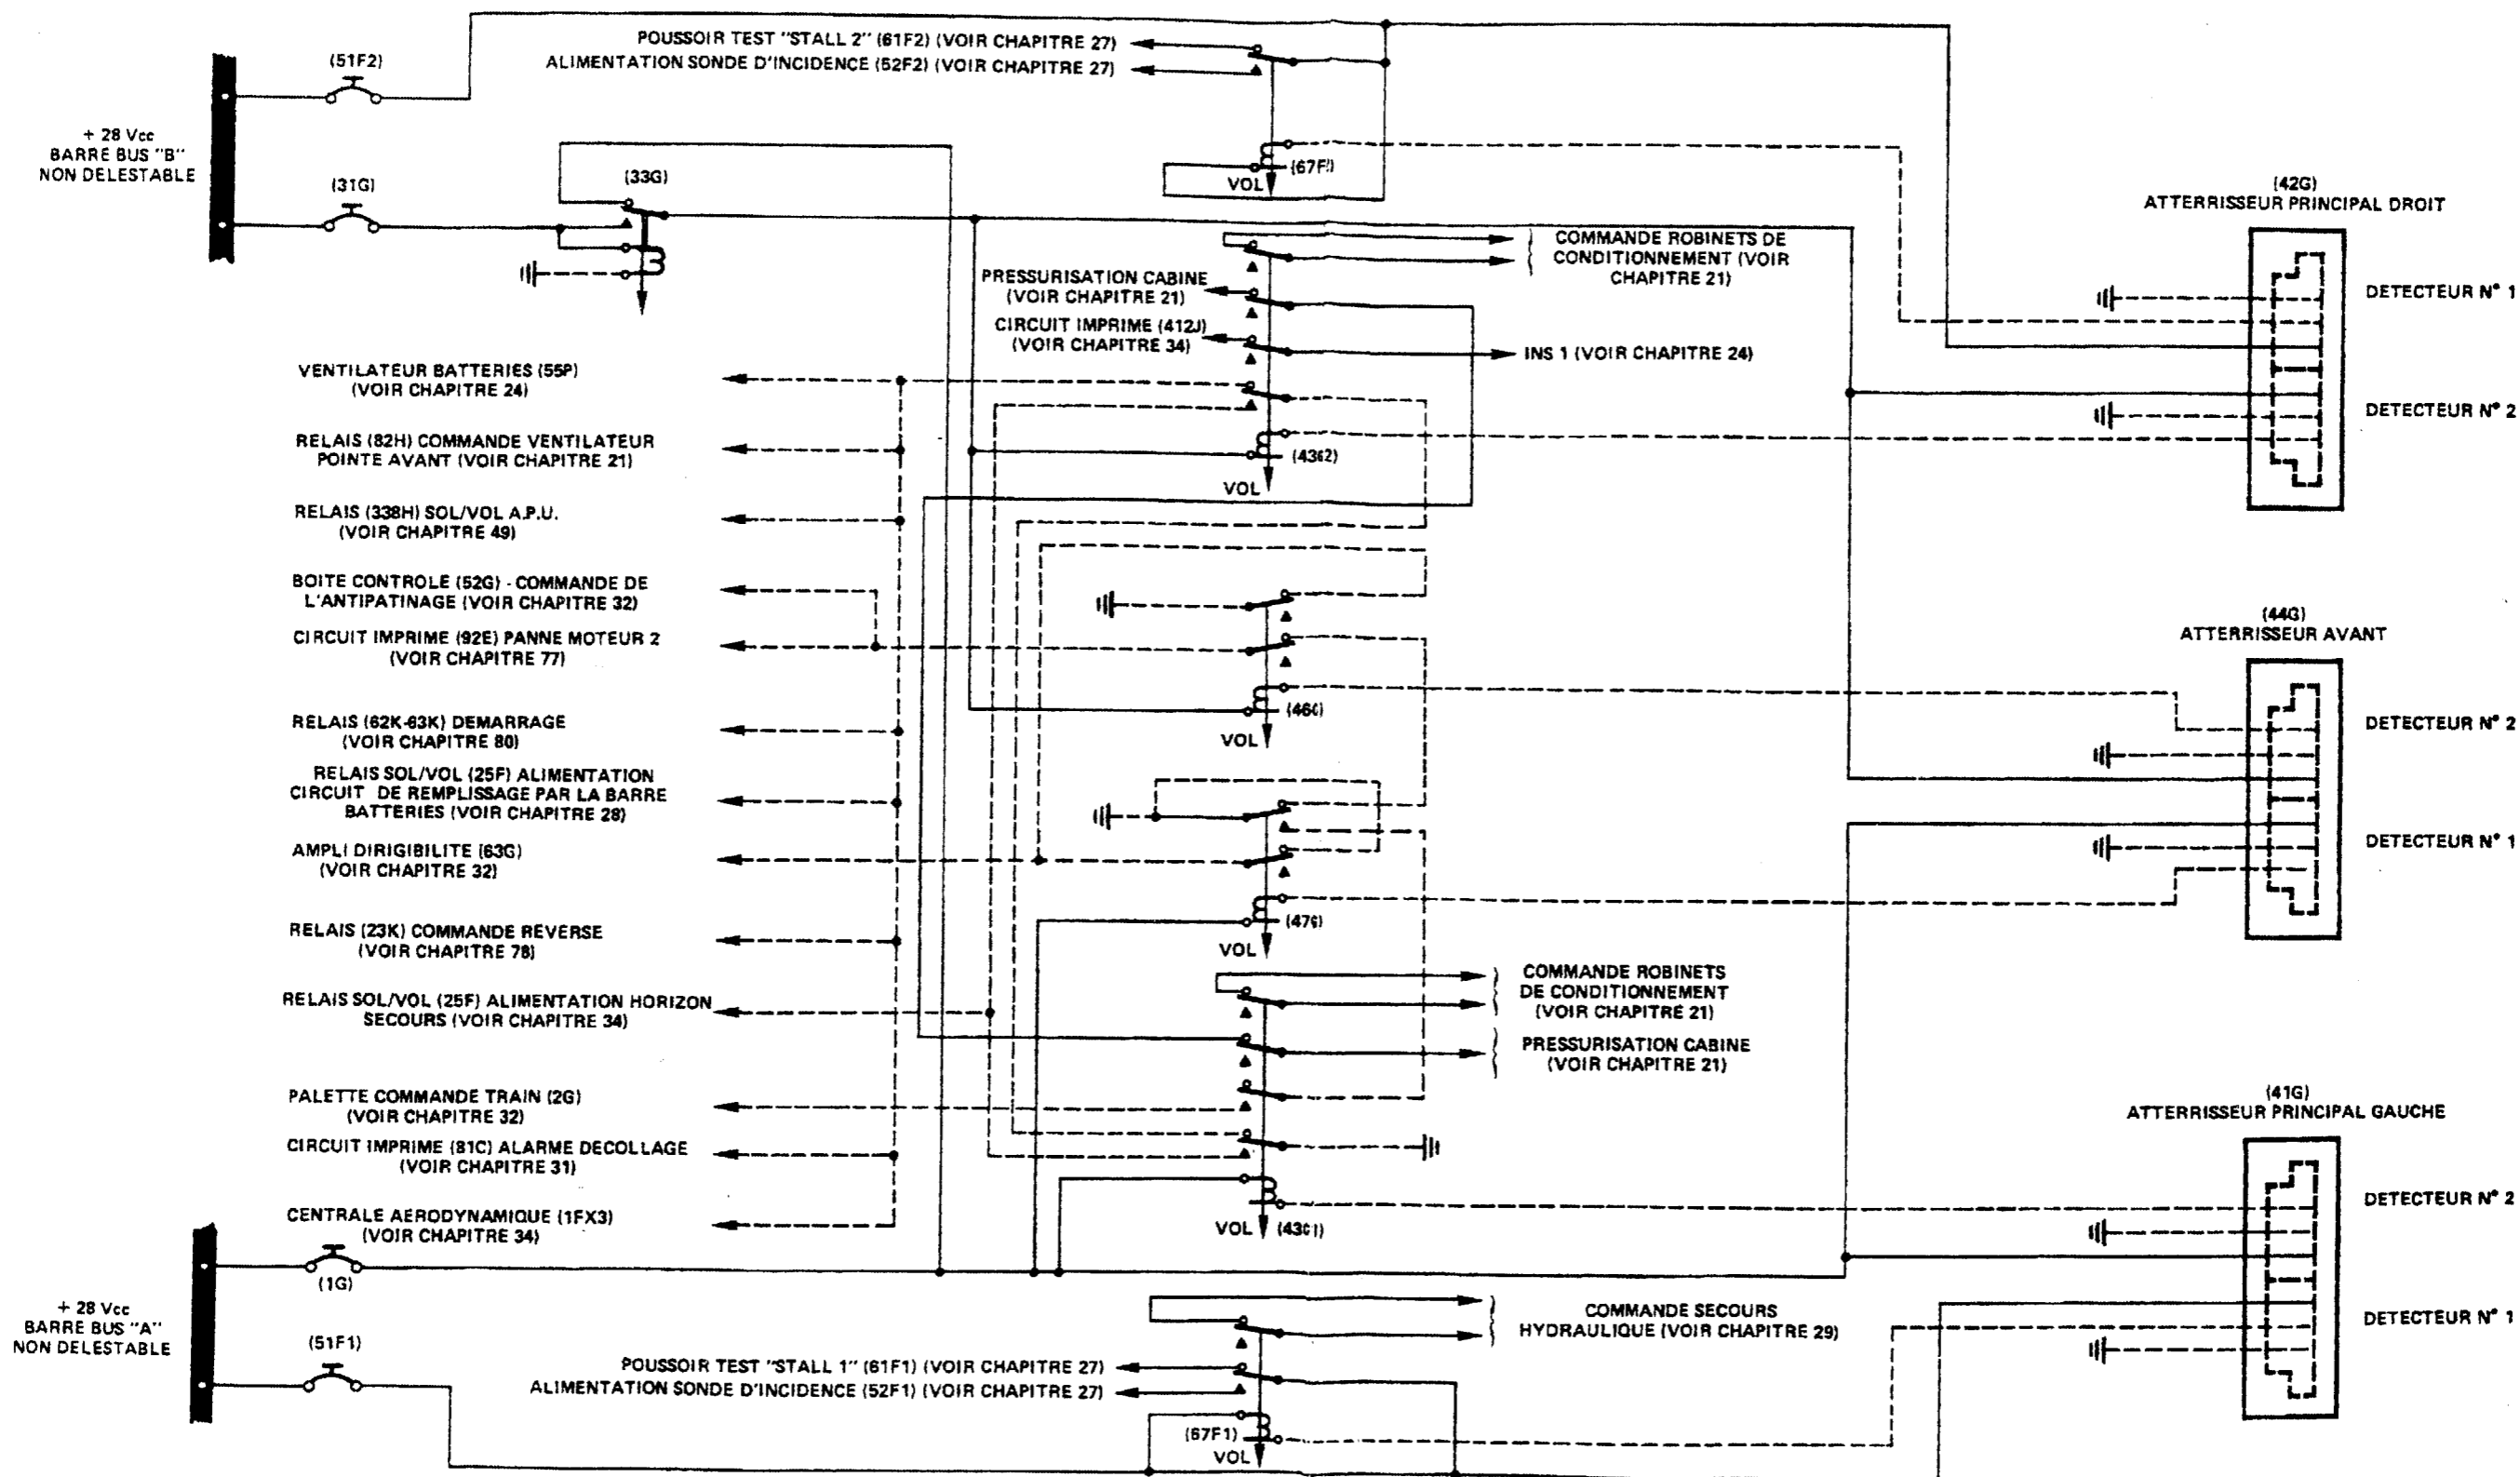 (51F2)
+ 28 Vcc
BARRE BUS "B"
NON DELESTABLE
(31G)
(33G)
POUSSOIR TEST "STALL 2" (61F2) (VOIR CHAPITRE 27)
ALIMENTATION SONDE D'INCIDENCE (52F2) (VOIR CHAPITRE 27)
VOL
COMMANDE ROBINETS DE
CONDITIONNEMENT (VOIR
CHAPITRE 21)
PRESSURISATION CABINE
(VOIR CHAPITRE 21)
CIRCUIT IMPRIME (412J)
(VOIR CHAPITRE 34)
INS 1 (VOIR CHAPITRE 24)
VOL
(42G)
ATTERRISSEUR PRINCIPAL DROIT
DETECTEUR N° 1
DETECTEUR N° 2
VENTILATEUR BATTERIES (55P)
(VOIR CHAPITRE 24)
RELAIS (82H) COMMANDE VENTILATEUR
POINTE AVANT (VOIR CHAPITRE 21)
RELAIS (338H) SOL/VOL A.P.U.
(VOIR CHAPITRE 49)
BOITE CONTROLE (52G) - COMMANDE DE
L'ANTIPATINAGE (VOIR CHAPITRE 32)
CIRCUIT IMPRIME (92E) PANNE MOTEUR 2
(VOIR CHAPITRE 77)
RELAIS (62K-63K) DEMARRAGE
(VOIR CHAPITRE 80)
RELAIS SOL/VOL (25F) ALIMENTATION
CIRCUIT DE REMPLISSAGE PAR LA BARRE
BATTERIES (VOIR CHAPITRE 28)
AMPLI DIRIGIBILITE (63G)
(VOIR CHAPITRE 32)
RELAIS (23K) COMMANDE REVERSE
(VOIR CHAPITRE 78)
RELAIS SOL/VOL (25F) ALIMENTATION HORIZON
SECOURS (VOIR CHAPITRE 34)
PALETTE COMMANDE TRAIN (2G)
(VOIR CHAPITRE 32)
CIRCUIT IMPRIME (81C) ALARME DECOLLAGE
(VOIR CHAPITRE 31)
CENTRALE AERODYNAMIQUE (1FX3)
(VOIR CHAPITRE 34)
VOL
VOL
(44G)
ATTERRISSEUR AVANT
DETECTEUR N° 2
DETECTEUR N° 1
COMMANDE ROBINETS
DE CONDITIONNEMENT
(VOIR CHAPITRE 21)
PRESSURISATION CABINE
(VOIR CHAPITRE 21)
VOL
(41G)
ATTERRISSEUR PRINCIPAL GAUCHE
DETECTEUR N° 2
DETECTEUR N° 1
(1G)
+ 28 Vcc
BARRE BUS "A"
NON DELESTABLE
(51F1)
COMMANDE SECOURS
HYDRAULIQUE (VOIR CHAPITRE 29)
POUSSOIR TEST "STALL 1" (61F1) (VOIR CHAPITRE 27)
ALIMENTATION SONDE D'INCIDENCE (52F1) (VOIR CHAPITRE 27)
(67F1)
VOL